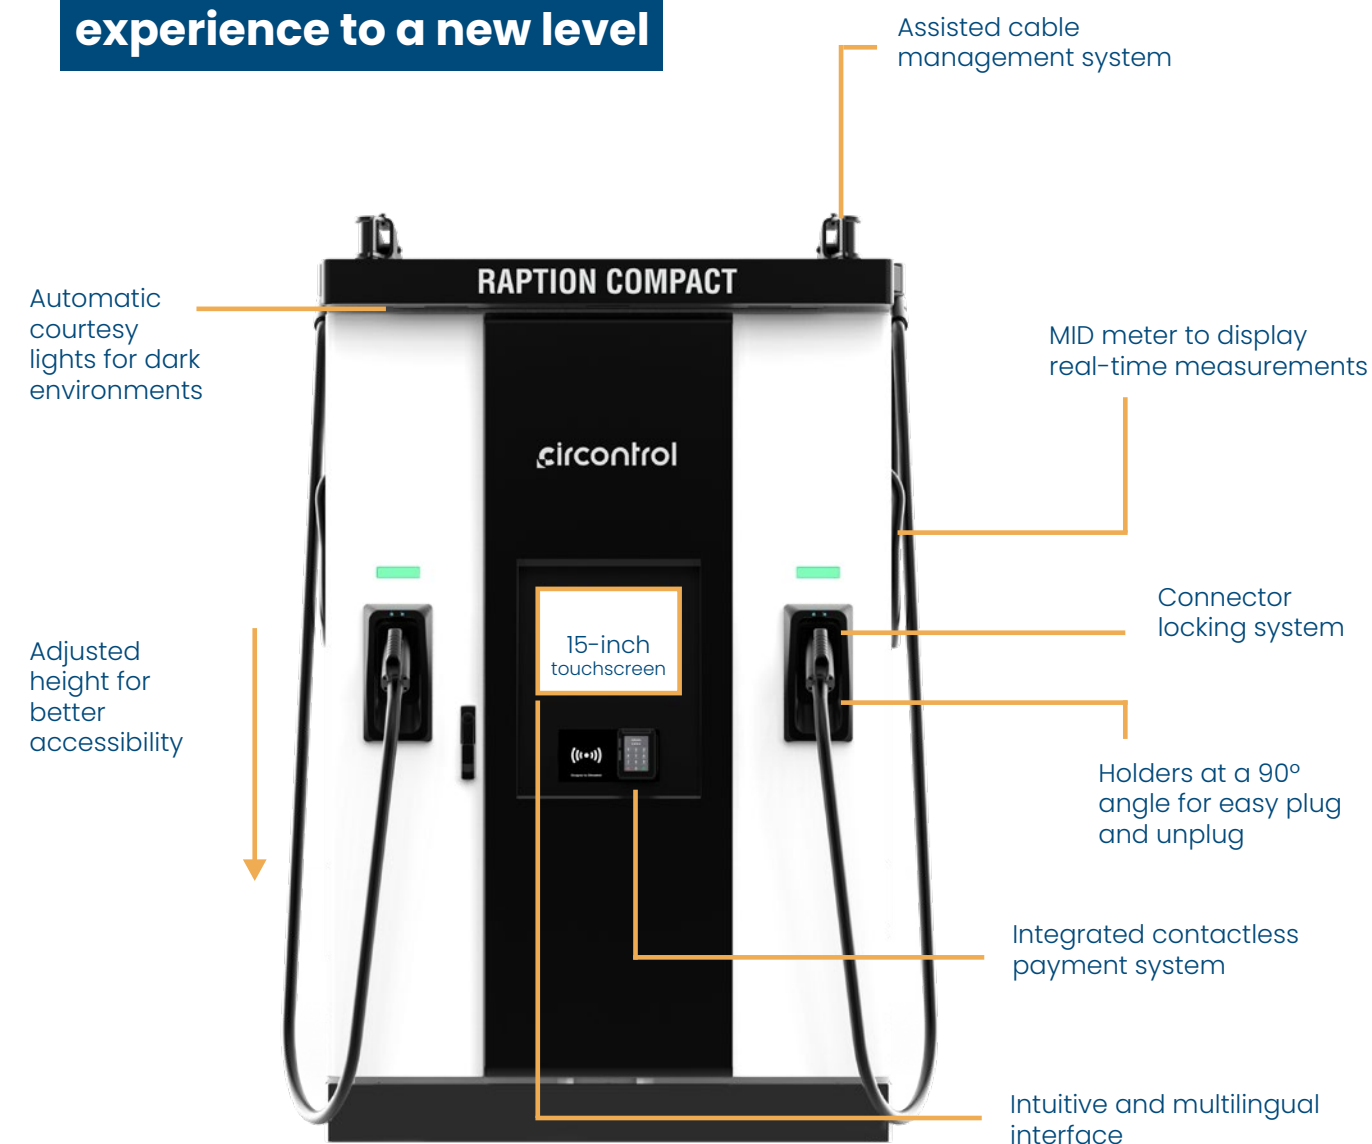 experience to a new level
Assisted cable
management system
RAPTION COMPACT
Automatic
courtesy
lights for dark
environments
MID meter to display
real-time measurements
circontrol
Connector
locking system
15-inch
touchscreen
Adjusted
height for
better
accessibility
Holders at a 90º
angle for easy plug
and unplug
Integrated contactless
payment system
Intuitive and multilingual
interface